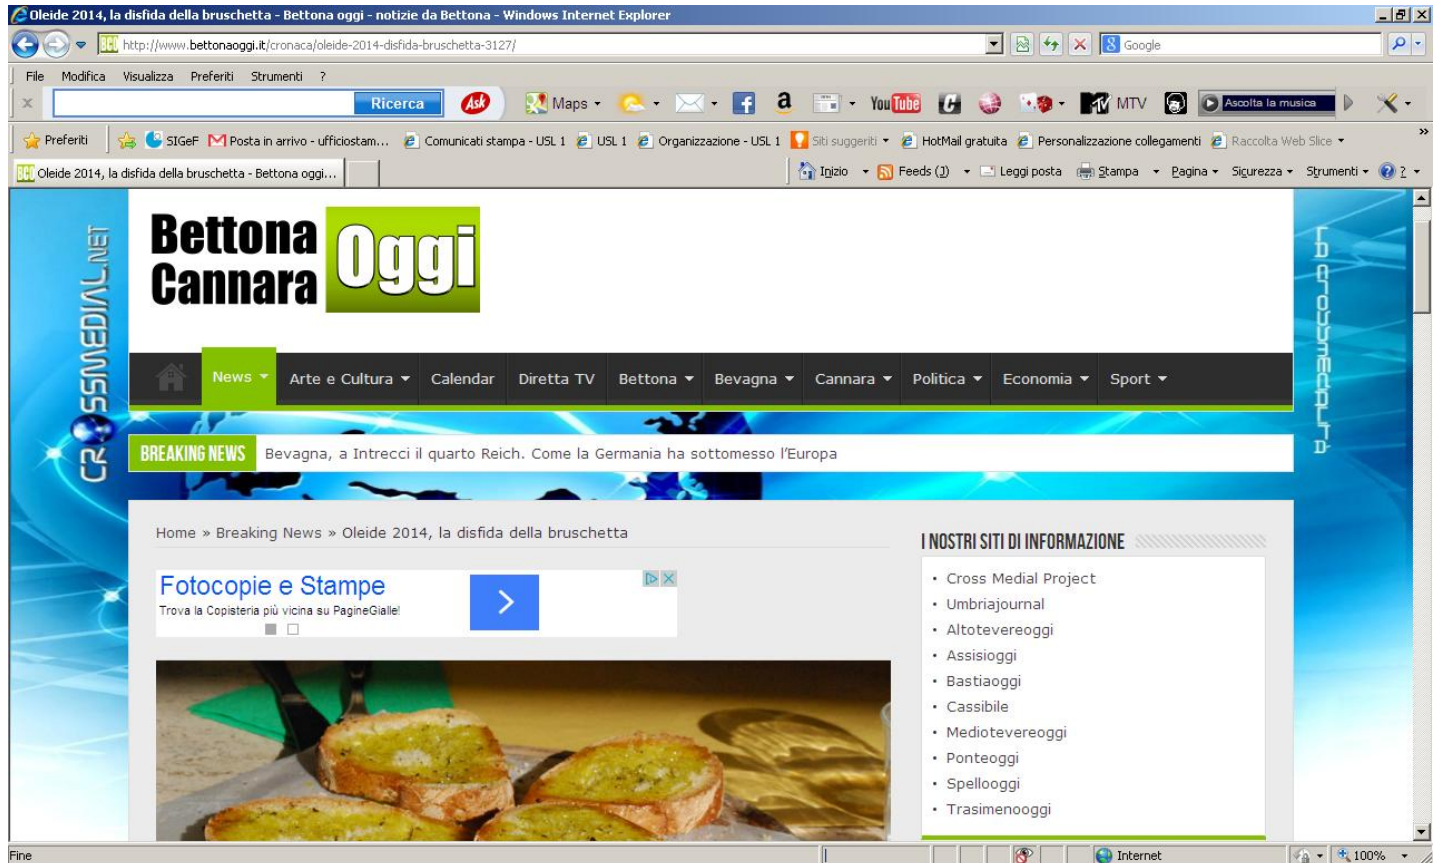 Oleide 2014, la disfida della bruschetta - Bettona oggi - notizie da Bettona - Windows Internet Explorer
http://www.bettonaoggi.it/cronaca/oleide-2014-disfida-bruschetta-3127/
Google
File Modifica Visualizza Preferiti Strumenti ?
Ricerca Ask Maps a YouTube MTV Ascolta la musica
Preferiti SIGeF Posta in arrivo - ufficiostam... Comunicati stampa - USL 1 USL 1 Organizzazione - USL 1 Siti suggeriti HotMail gratuita Personalizzazione collegamenti Raccolta Web Slice »
Oleide 2014, la disfida della bruschetta - Bettona oggi... Inizio Feeds (J) Leggi posta Stampa Pagina Sicurezza Strumenti ?
Bettona
Cannara
Oggi
CROSSMEDIAL.NET
News Arte e Cultura Calendar Diretta TV Bettona Bevagna Cannara Politica Economia Sport
BREAKING NEWS Bevagna, a Intrecci il quarto Reich. Come la Germania ha sottomesso l'Europa
Home » Breaking News » Oleide 2014, la disfida della bruschetta
Fotocopie e Stampe
Trova la Copisteria più vicina su PagineGialle!
I NOSTRI SITI DI INFORMAZIONE
• Cross Medial Project
• Umbriajournal
• Altotevereoggi
• Assisioggi
• Bastiaoggi
• Cassibile
• Mediotevereoggi
• Ponteoggi
• Spellooggi
• Trasimenooggi
Fine Internet 100%